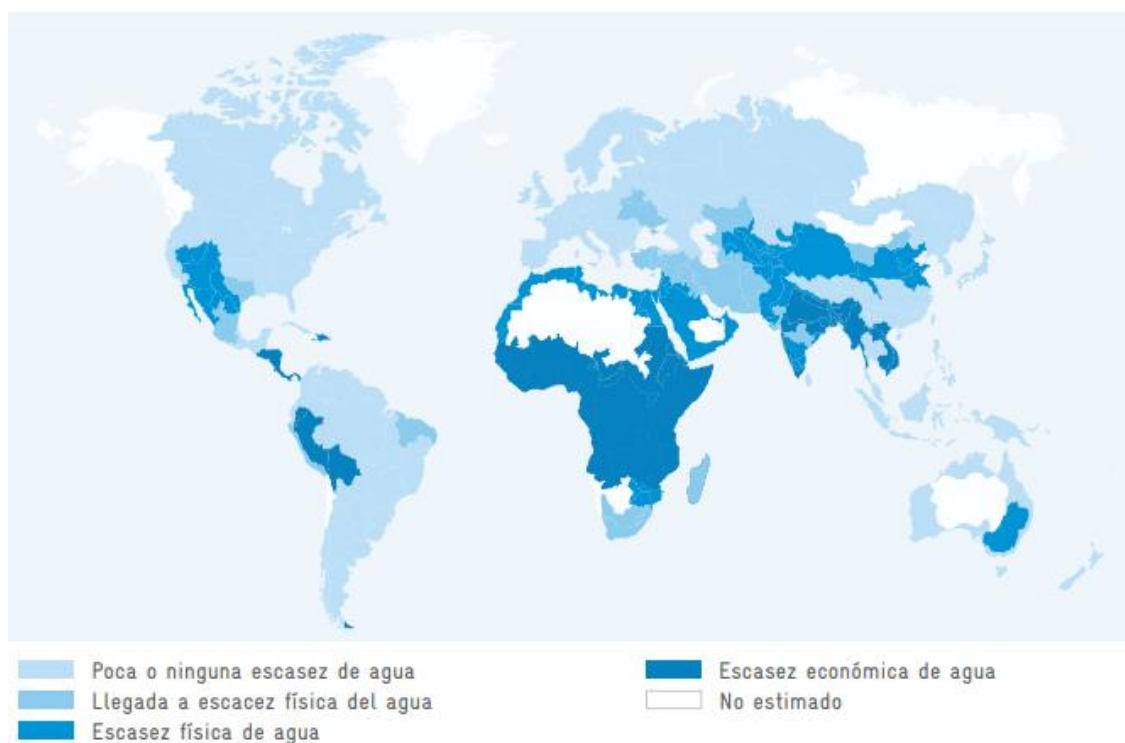 Poca o ninguna escasez de agua
Llegada a escacez física del agua
Escasez física de agua
Escasez económica de agua
No estimado